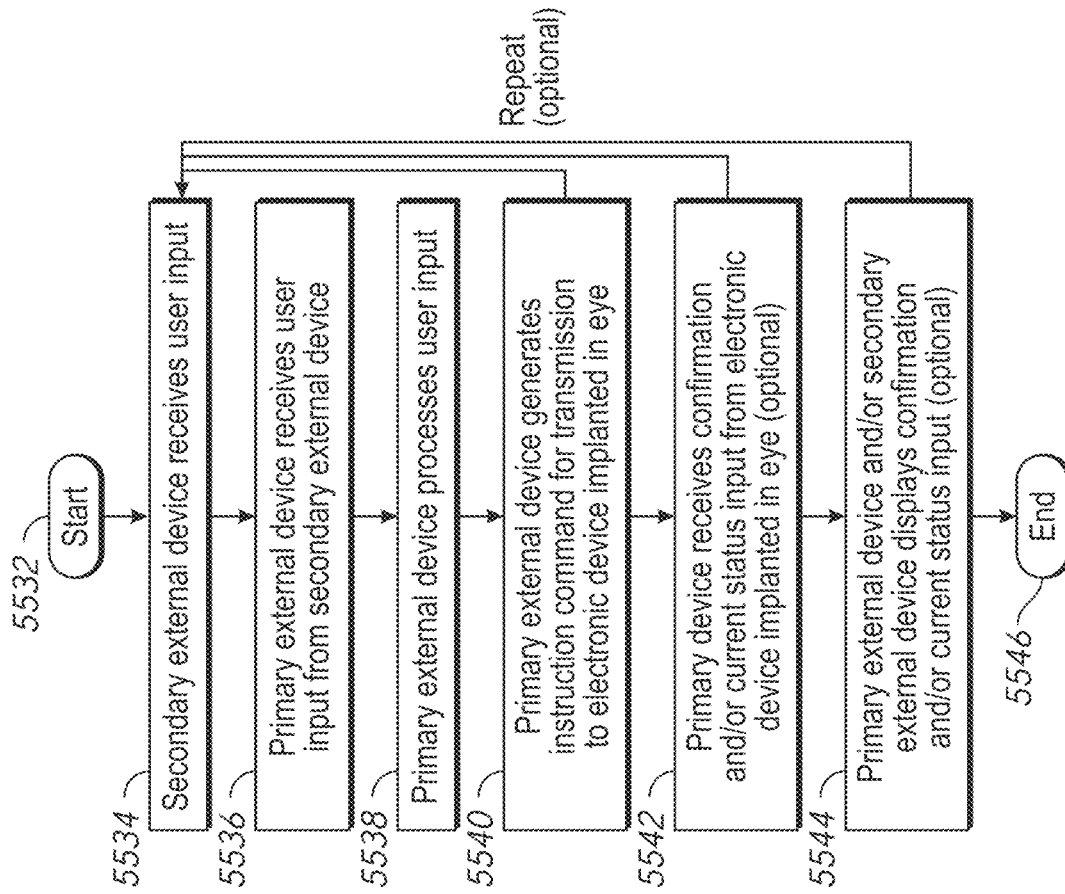 5532
Start
5534
Secondary external device receives user input
5536
Primary external device receives user
input from secondary external device
5538
Primary external device processes user input
5540
Primary external device generates
instruction command for transmission
to electronic device implanted in eye
5542
Primary device receives confirmation
and/or current status input from electronic
device implanted in eye (optional)
5544
Primary external device and/or secondary
external device displays confirmation
and/or current status input (optional)
Repeat
(optional)
End
5546